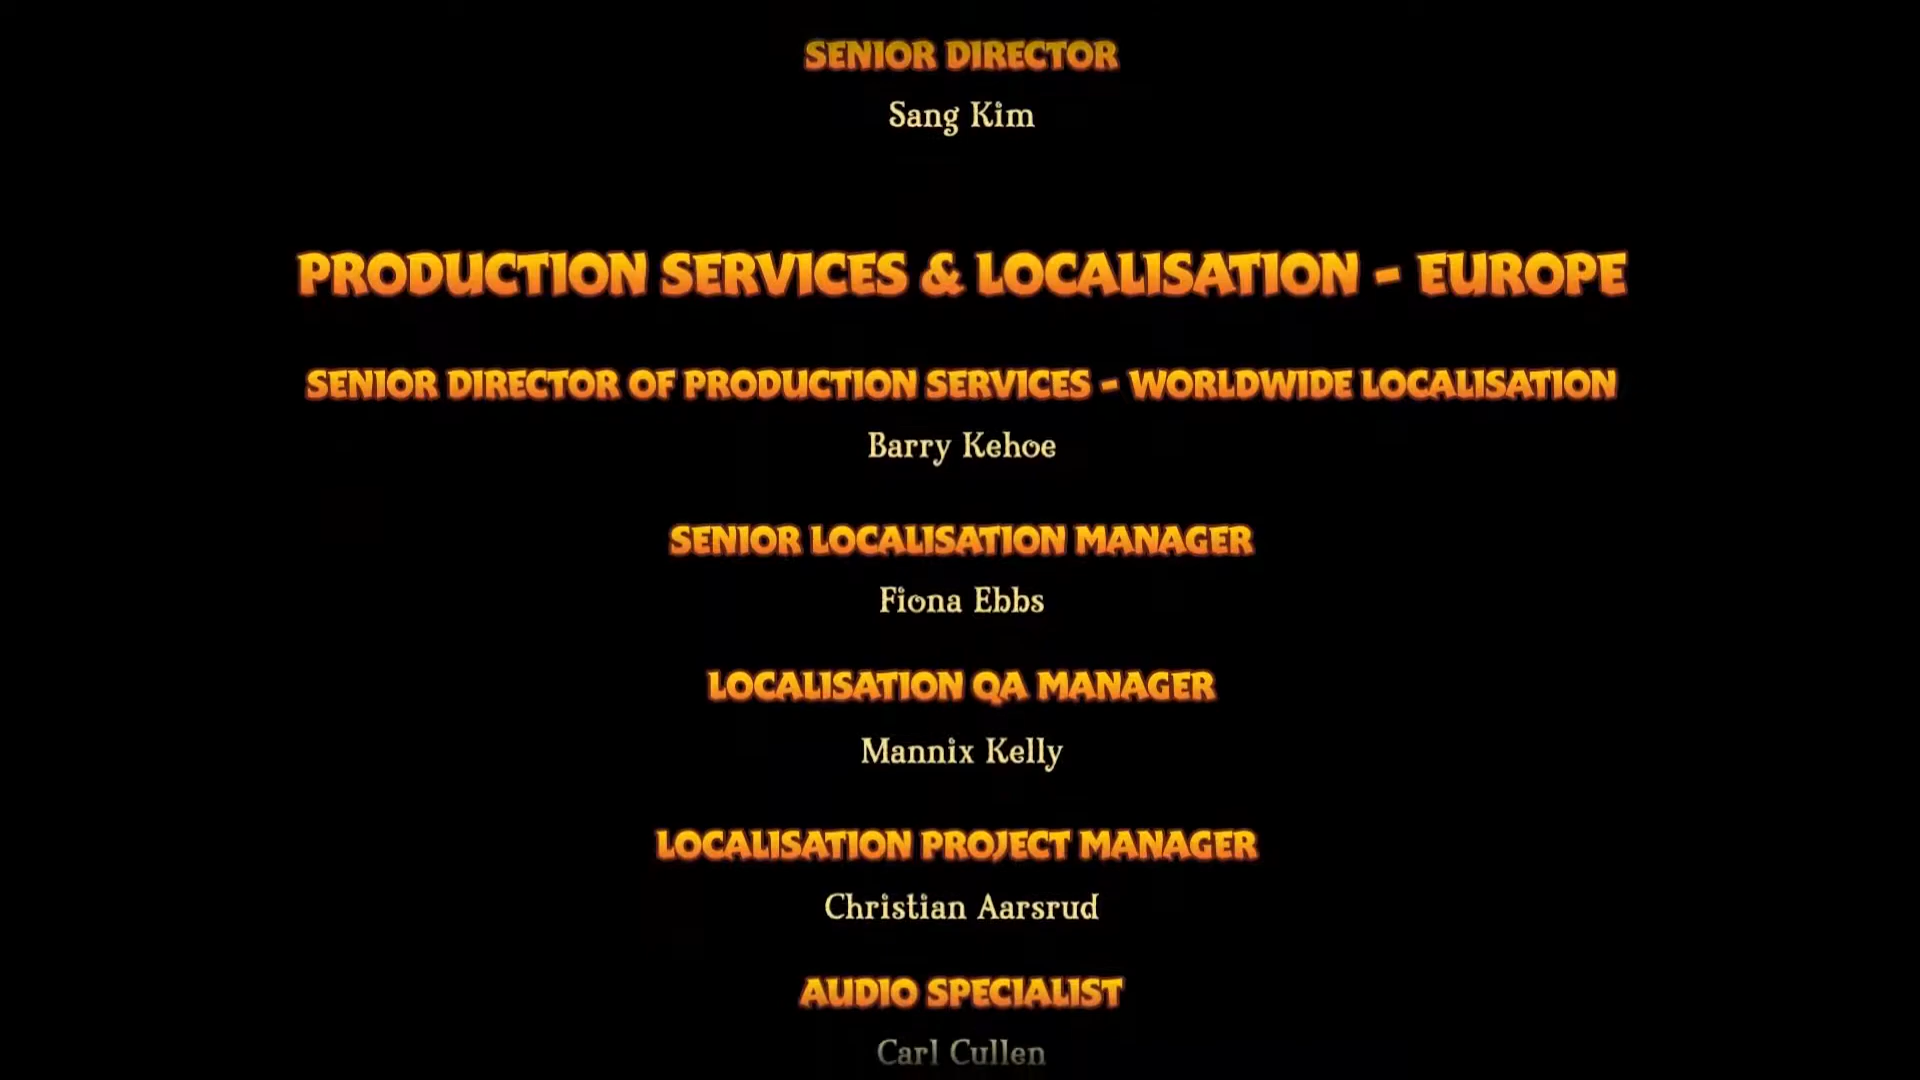 SENIOR DIRECTOR
Sang Kim
PRODUCTION SERVICES & LOCALISATION - EUROPE
SENIOR DIRECTOR OF PRODUCTION SERVICES - WORLDWIDE LOCALISATION
Barry Kehoe
SENIOR LOCALISATION MANAGER
Fiona Ebbs
LOCALISATION QA MANAGER
Mannix Kelly
LOCALISATION PROJECT MANAGER
Christian Aarsrud
AUDIO SPECIALIST
Carl Cullen